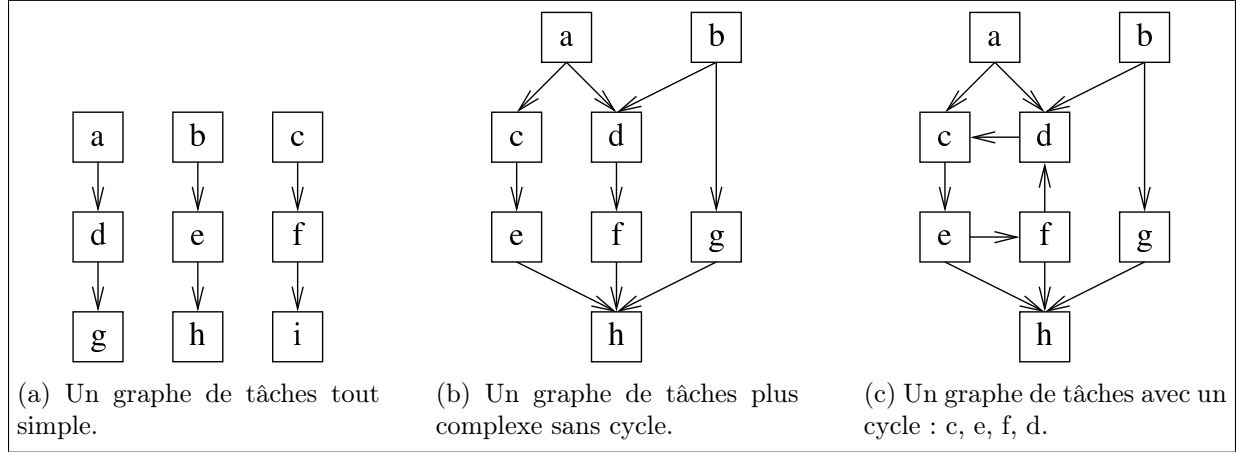 a b
a b
a b c
c d
c d
d e f
e f g
e f g
g h i
h
h
(a) Un graphe de tâches tout
simple.
(b) Un graphe de tâches plus
complexe sans cycle.
(c) Un graphe de tâches avec un
cycle : c, e, f, d.